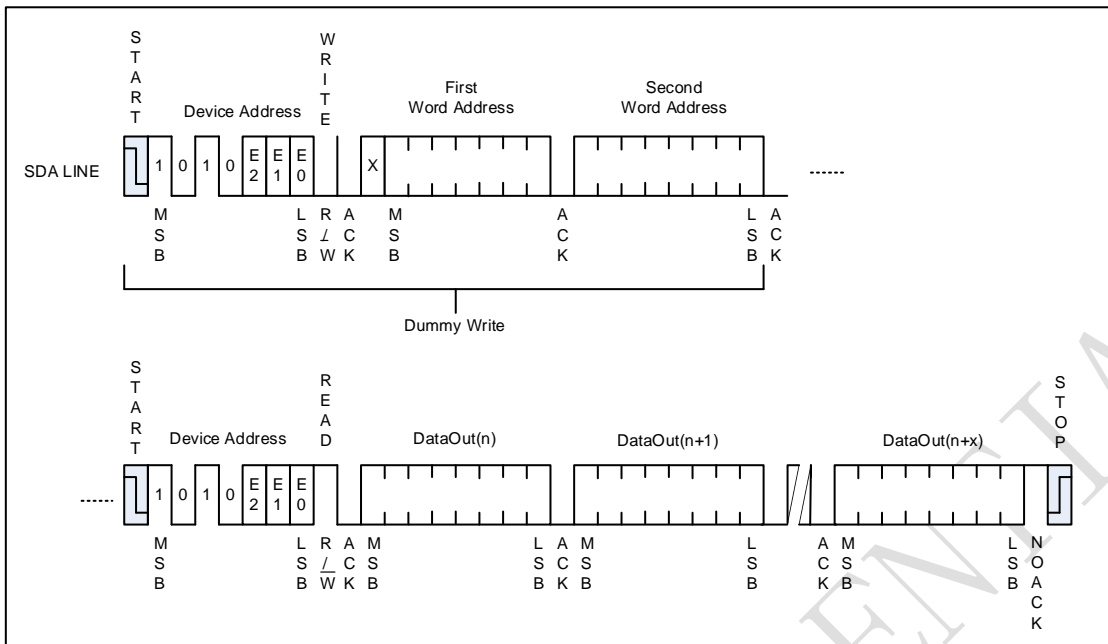 START
WRITE
Device Address
First
Word Address
Second
Word Address
SDA LINE
1 0 1 0 E2 E1 E0 X
MSB LSB R/W ACK MSB ACK LSB ACK
Dummy Write
START
READ
STOP
Device Address
DataOut(n)
DataOut(n+1)
DataOut(n+x)
1 0 1 0 E2 E1 E0
MSB LSB R/W ACK MSB LSB ACK MSB LSB ACK MSB LSB NOACK